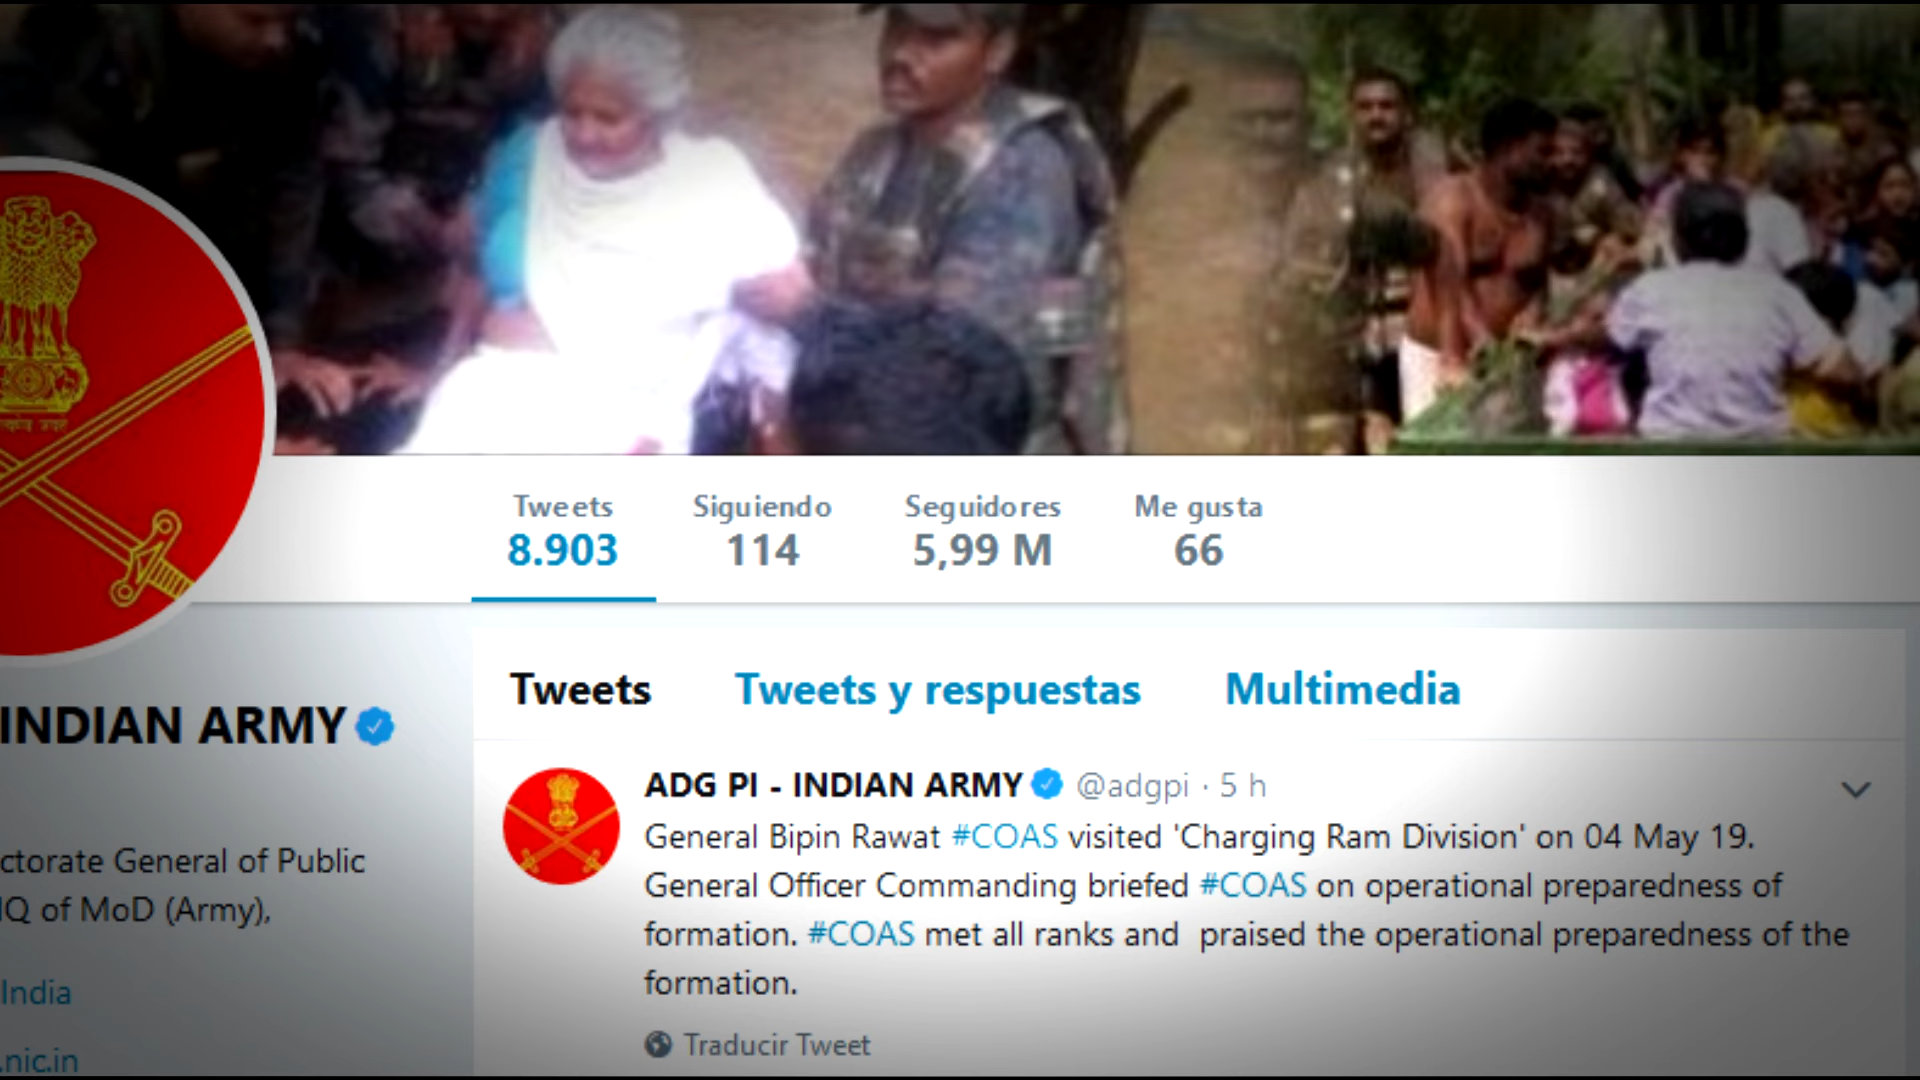 Tweets Siguiendo Seguidores Me gusta
8.903 114 5,99 M 66
INDIAN ARMY
ctorate General of Public
IQ of MoD (Army),
India
.nic.in
Tweets Tweets y respuestas Multimedia
ADG PI - INDIAN ARMY @adgpi · 5 h
General Bipin Rawat #COAS visited 'Charging Ram Division' on 04 May 19.
General Officer Commanding briefed #COAS on operational preparedness of
formation. #COAS met all ranks and praised the operational preparedness of the
formation.
Traducir Tweet